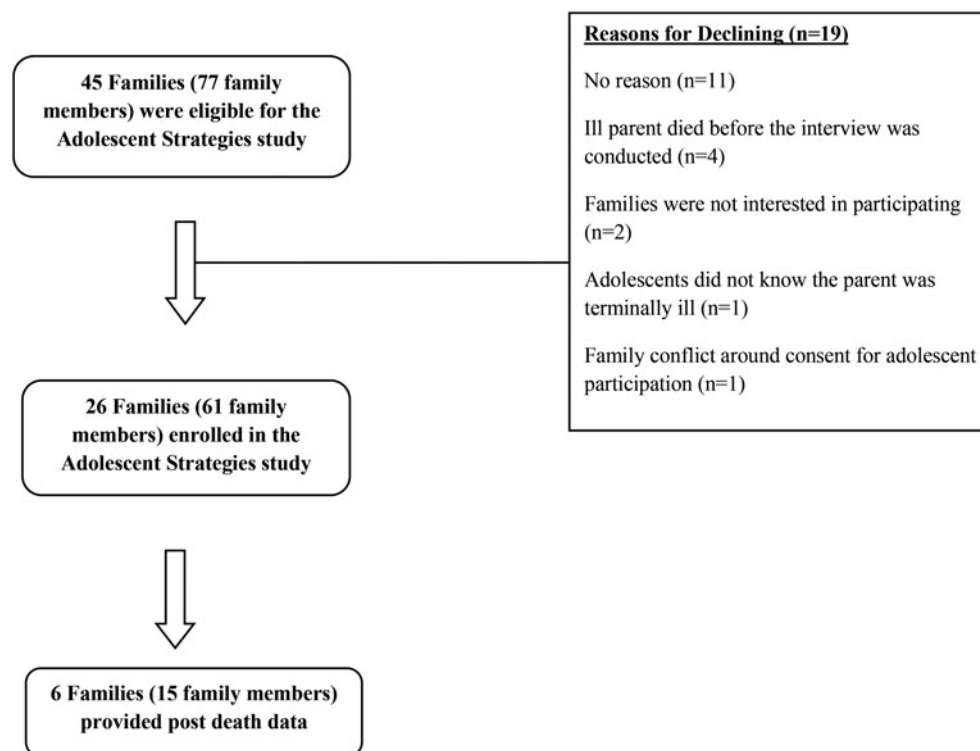 45 Families (77 family
members) were eligible for the
Adolescent Strategies study
Reasons for Declining (n=19)
No reason (n=11)
Ill parent died before the interview was
conducted (n=4)
Families were not interested in participating
(n=2)
Adolescents did not know the parent was
terminally ill (n=1)
Family conflict around consent for adolescent
participation (n=1)
26 Families (61 family
members) enrolled in the
Adolescent Strategies study
6 Families (15 family members)
provided post death data